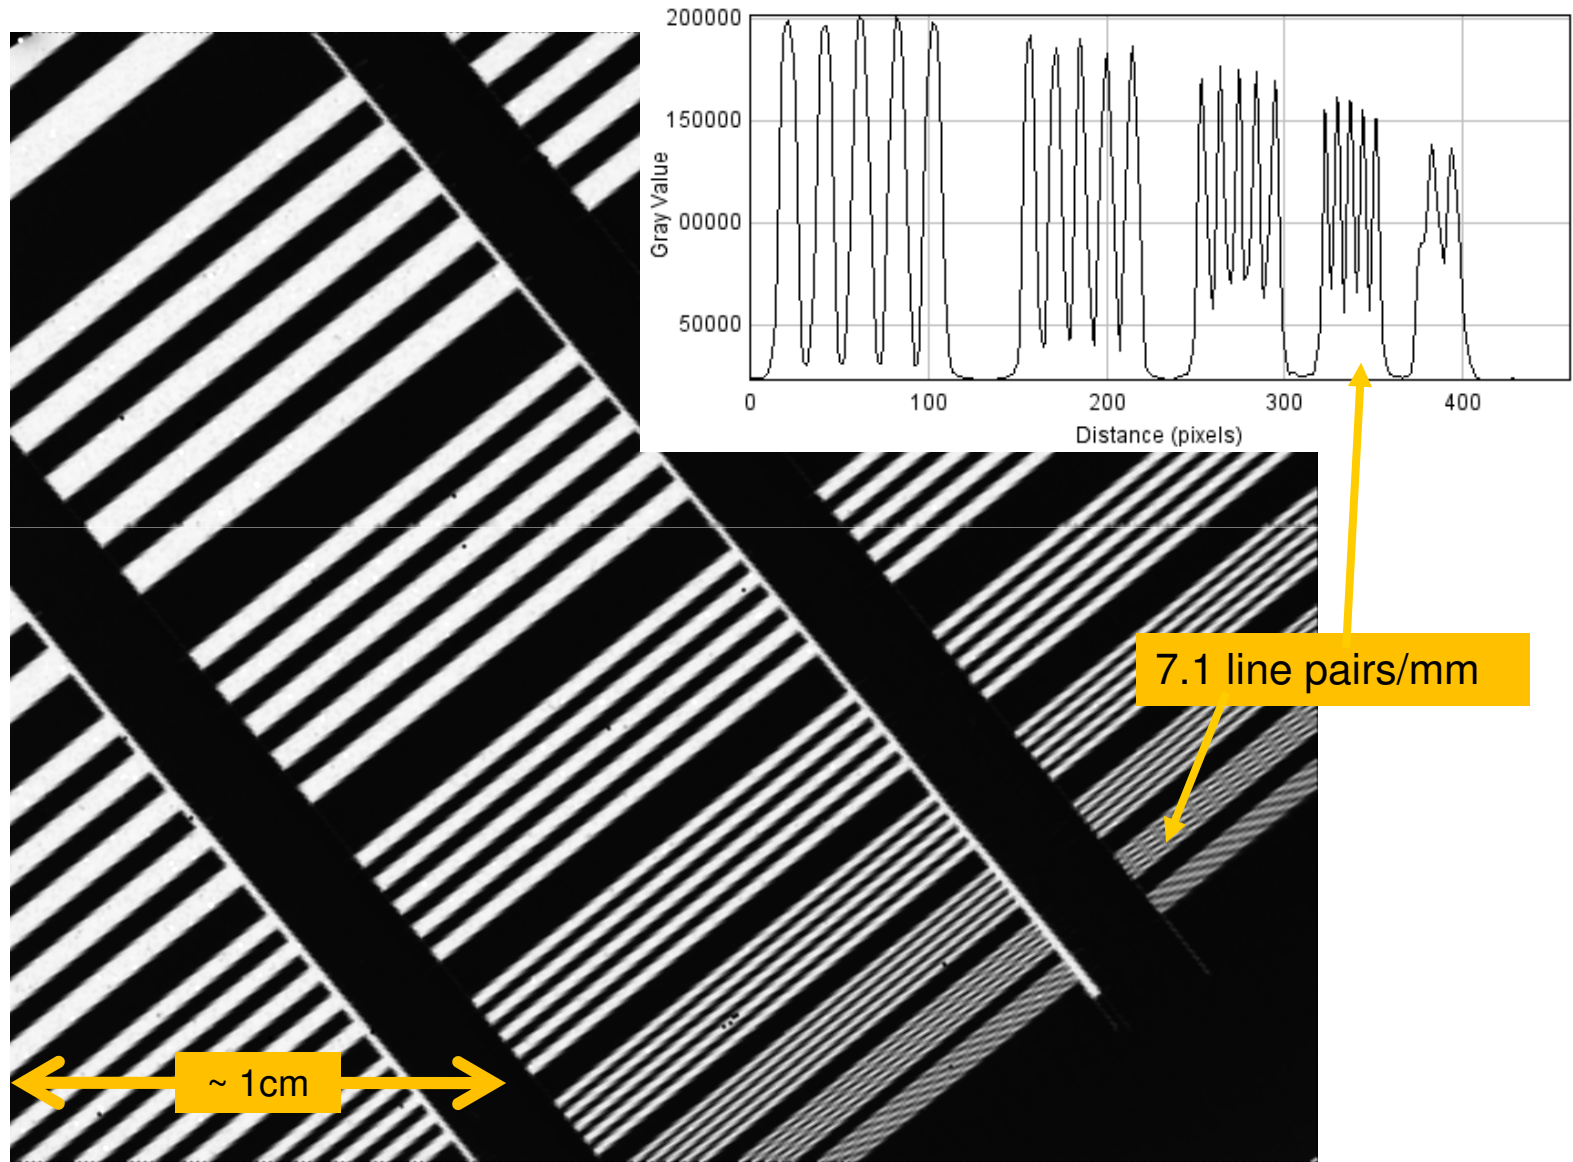 200000
150000
00000
50000
Gray Value
0 100 200 300 400
Distance (pixels)
7.1 line pairs/mm
~ 1cm